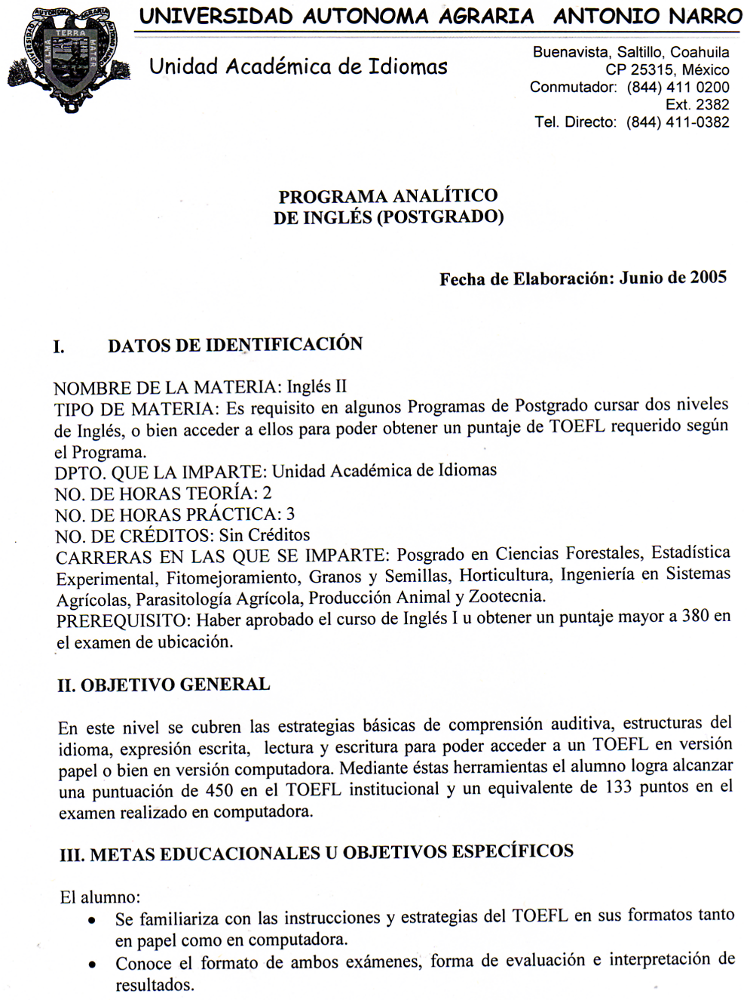 UNIVERSIDAD AUTONOMA AGRARIA ANTONIO NARRO
UNIVERSIDAD AUTONOMA AGRARIA ANTONIO NARRO
ALMA TERRA MATER
Unidad Académica de Idiomas
Buenavista, Saltillo, Coahuila
CP 25315, México
Conmutador: (844) 411 0200
Ext. 2382
Tel. Directo: (844) 411-0382
PROGRAMA ANALÍTICO
DE INGLÉS (POSTGRADO)
Fecha de Elaboración: Junio de 2005
I. DATOS DE IDENTIFICACIÓN
NOMBRE DE LA MATERIA: Inglés II
TIPO DE MATERIA: Es requisito en algunos Programas de Postgrado cursar dos niveles
de Inglés, o bien acceder a ellos para poder obtener un puntaje de TOEFL requerido según
el Programa.
DPTO. QUE LA IMPARTE: Unidad Académica de Idiomas
NO. DE HORAS TEORÍA: 2
NO. DE HORAS PRÁCTICA: 3
NO. DE CRÉDITOS: Sin Créditos
CARRERAS EN LAS QUE SE IMPARTE: Posgrado en Ciencias Forestales, Estadística
Experimental, Fitomejoramiento, Granos y Semillas, Horticultura, Ingeniería en Sistemas
Agrícolas, Parasitología Agrícola, Producción Animal y Zootecnia.
PREREQUISITO: Haber aprobado el curso de Inglés I u obtener un puntaje mayor a 380 en
el examen de ubicación.
II. OBJETIVO GENERAL
En este nivel se cubren las estrategias básicas de comprensión auditiva, estructuras del
idioma, expresión escrita, lectura y escritura para poder acceder a un TOEFL en versión
papel o bien en versión computadora. Mediante éstas herramientas el alumno logra alcanzar
una puntuación de 450 en el TOEFL institucional y un equivalente de 133 puntos en el
examen realizado en computadora.
III. METAS EDUCACIONALES U OBJETIVOS ESPECÍFICOS
El alumno:
• Se familiariza con las instrucciones y estrategias del TOEFL en sus formatos tanto
en papel como en computadora.
• Conoce el formato de ambos exámenes, forma de evaluación e interpretación de
resultados.